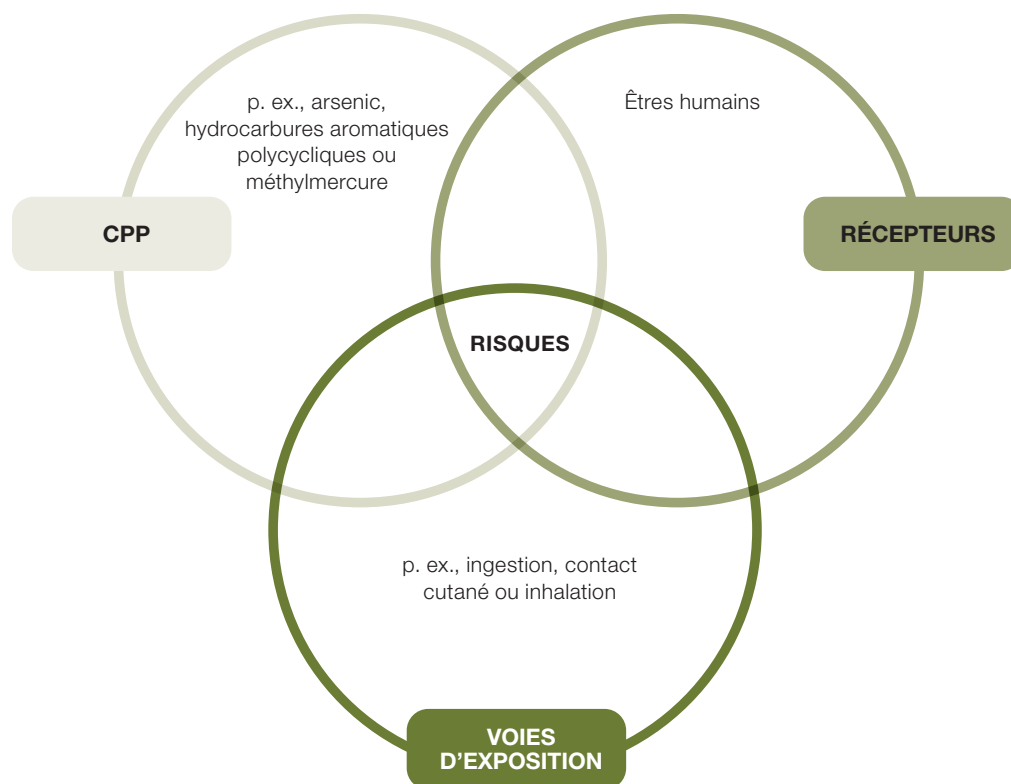 p. ex., arsenic,
hydrocarbures aromatiques
polycycliques ou
méthylmercure
Êtres humains
CPP
RÉCEPTEURS
RISQUES
p. ex., ingestion, contact
cutané ou inhalation
VOIES
D'EXPOSITION